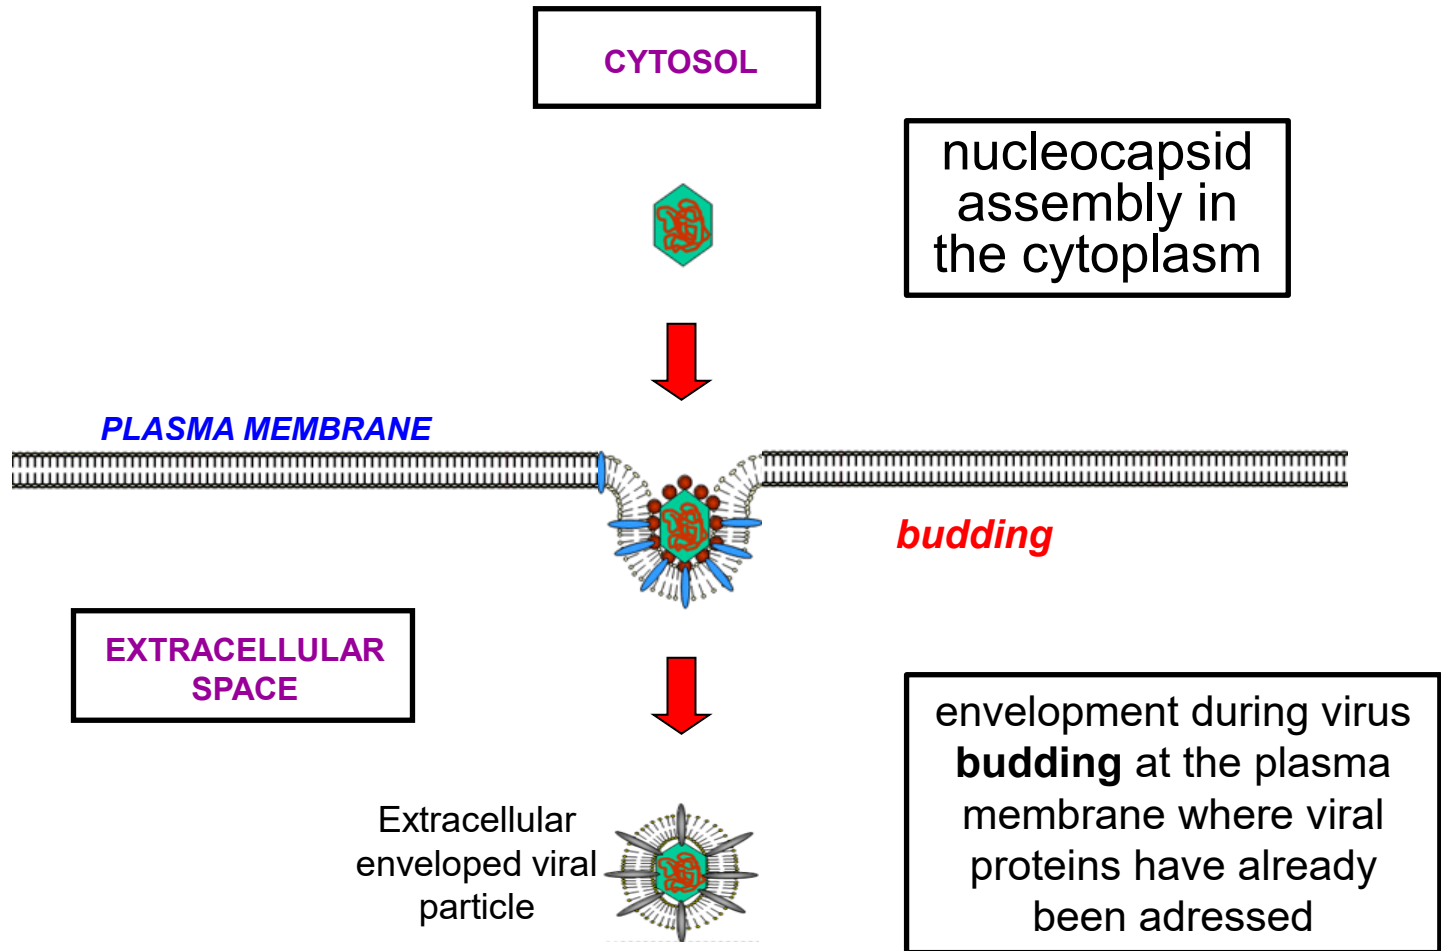 CYTOSOL
nucleocapsid
assembly in
the cytoplasm
PLASMA MEMBRANE
budding
EXTRACELLULAR
SPACE
Extracellular
enveloped viral
particle
envelopment during virus
budding at the plasma
membrane where viral
proteins have already
been adressed